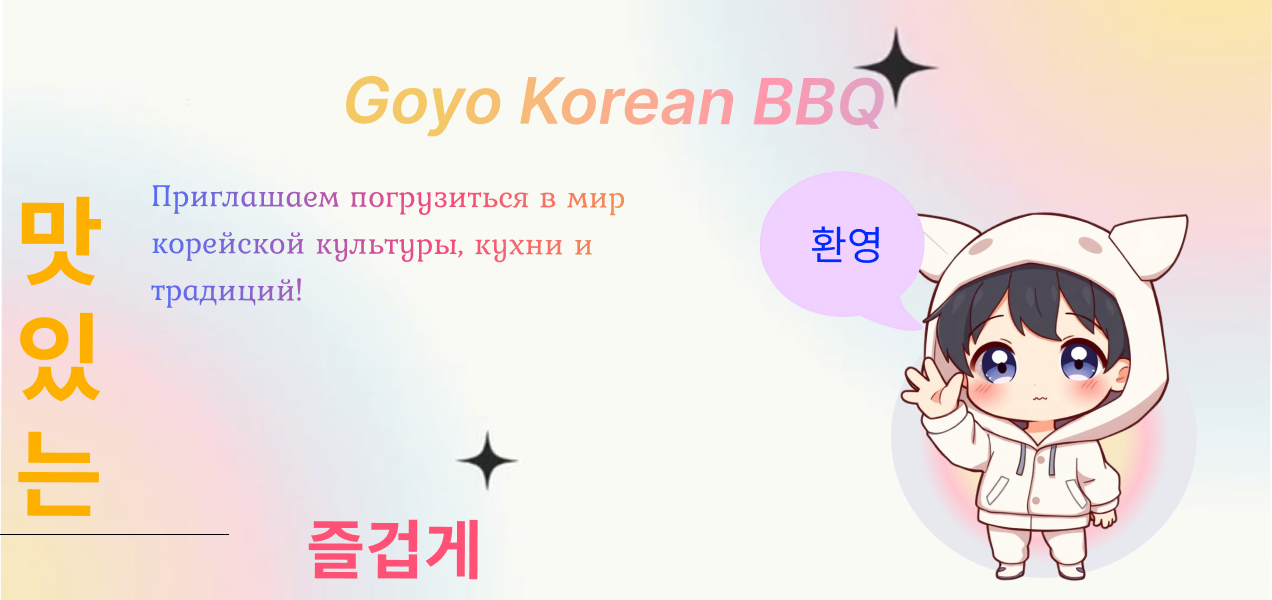 Goyo Korean BBQ
Приглашаем погрузиться в мир
корейской культуры, кухни и
традиций!
맛있는
환영
즐겁게